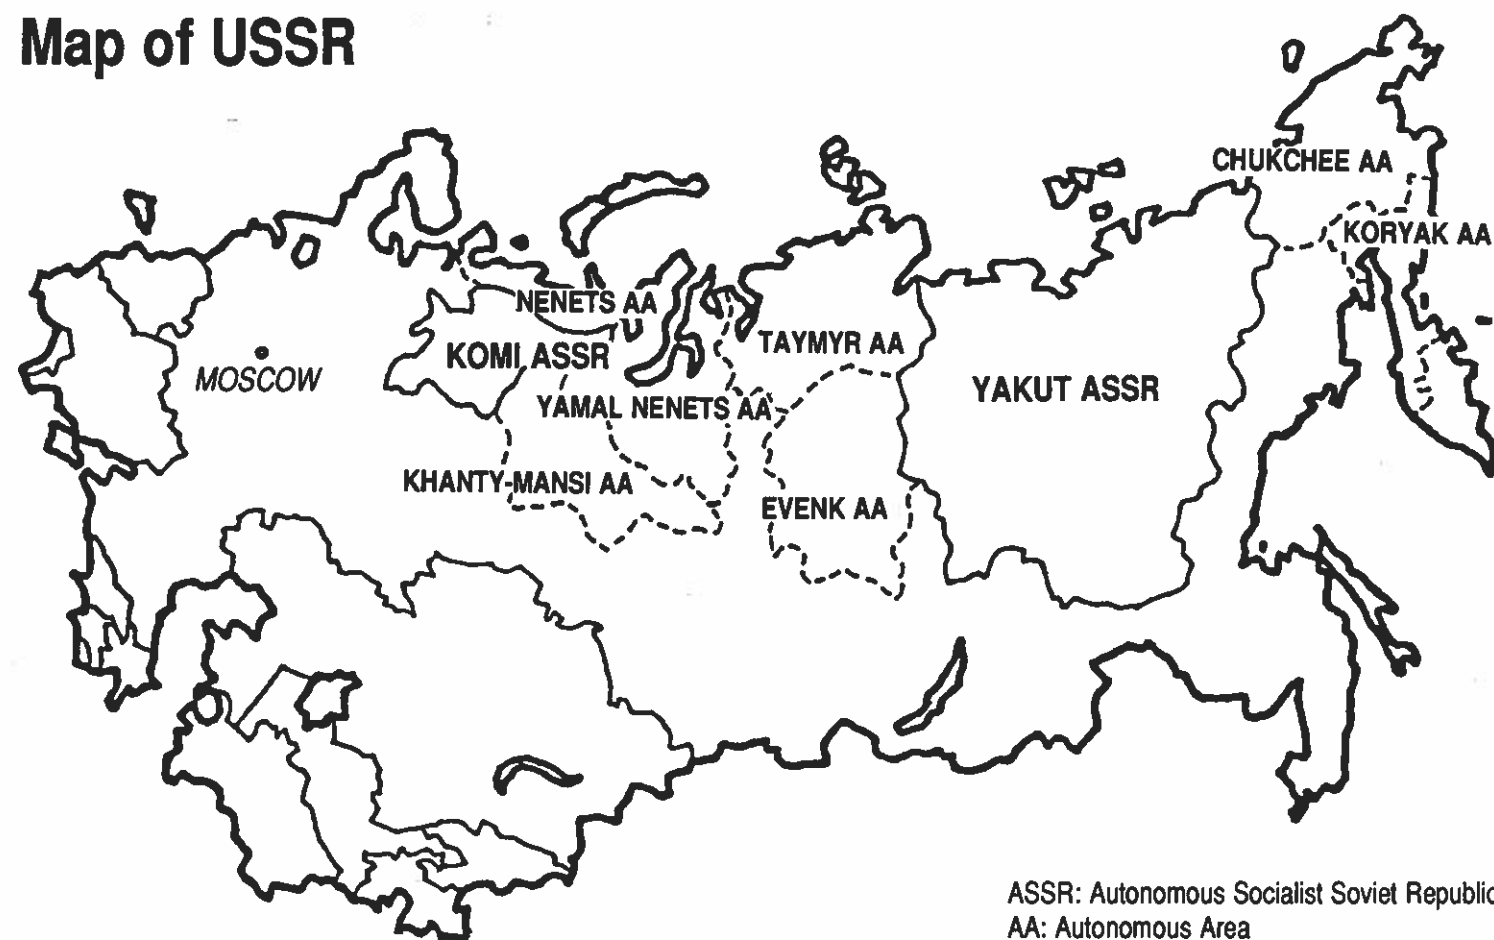 Map of USSR
CHUKCHEE AA
KORYAK AA
NENETS AA
TAYMYR AA
KOMI ASSR
MOSCOW
YAKUT ASSR
YAMAL NENETS AA
KHANTY-MANSI AA
EVENK AA
ASSR: Autonomous Socialist Soviet Republic
AA: Autonomous Area